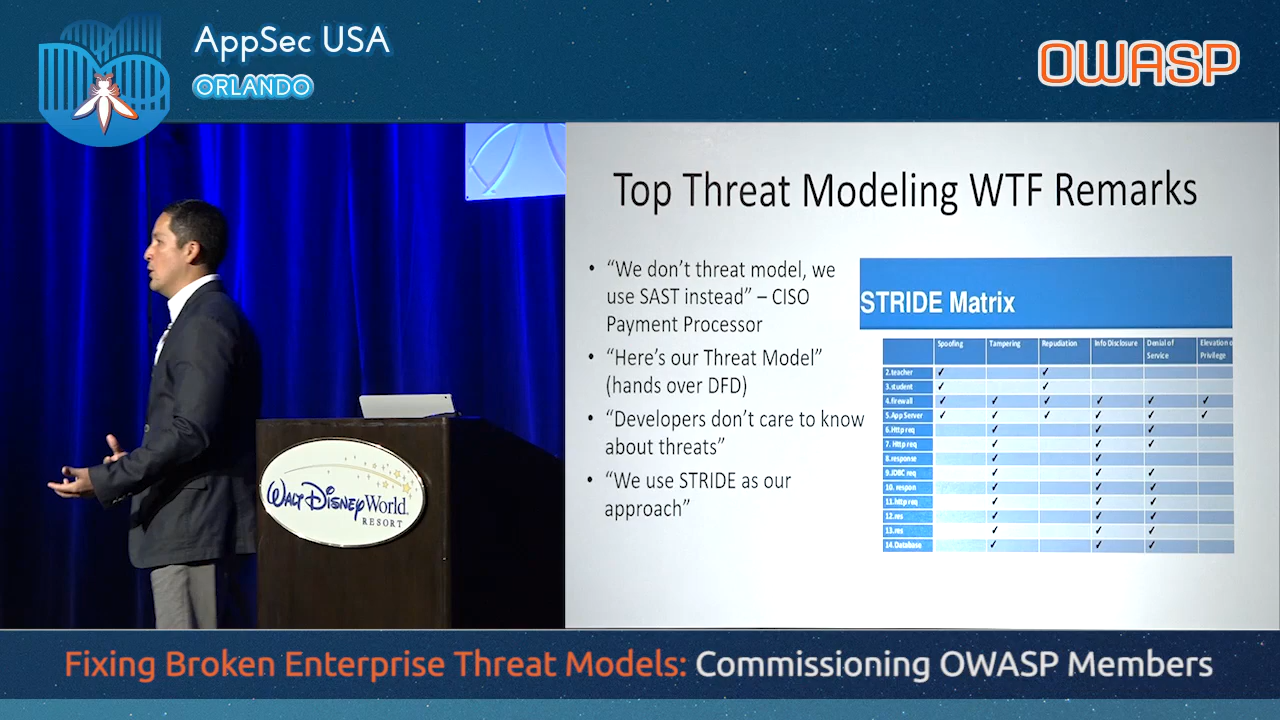 AppSec USA
ORLANDO
OWASP
Top Threat Modeling WTF Remarks
• “We don’t threat model, we
use SAST instead” – CISO
Payment Processor
• “Here’s our Threat Model”
(hands over DFD)
• “Developers don’t care to know
about threats”
• “We use STRIDE as our
approach”
STRIDE Matrix
Spoofing Tampering Repudiation Info Disclosure Denial of Service Elevation o Privilege
2.teacher ✓ ✓
3.student ✓ ✓
4.firewall ✓ ✓ ✓ ✓ ✓ ✓
5.App Server ✓ ✓ ✓ ✓ ✓ ✓
6.Http req ✓ ✓ ✓
7. Http req ✓ ✓ ✓
8.response ✓ ✓
9.JDBC req ✓ ✓ ✓
10. respon ✓ ✓ ✓
11.http req ✓ ✓ ✓
12.res ✓ ✓ ✓
13.res ✓ ✓ ✓
14.Database ✓ ✓ ✓
WALT DISNEY World.
RESORT
Fixing Broken Enterprise Threat Models: Commissioning OWASP Members